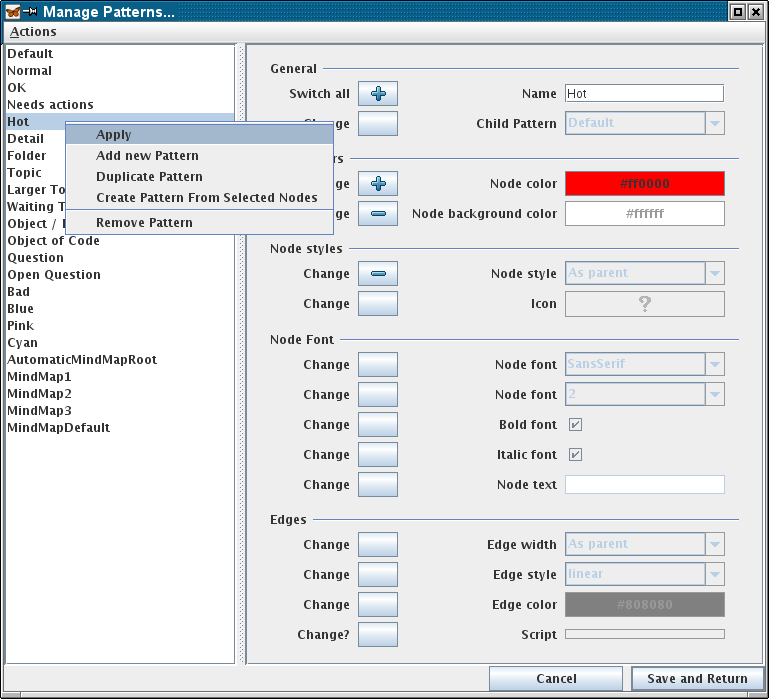 Manage Patterns...
Actions
Default
Normal
OK
Needs actions
Hot
Detail
Folder
Topic
Larger To
Waiting T
Object /
Object of Code
Question
Open Question
Bad
Blue
Pink
Cyan
AutomaticMindMapRoot
MindMap1
MindMap2
MindMap3
MindMapDefault
Apply
Add new Pattern
Duplicate Pattern
Create Pattern From Selected Nodes
Remove Pattern
General
Switch all Name Hot
Change Child Pattern Default
rs
ge Node color #ff0000
ge Node background color #ffffff
Node styles
Change Node style As parent
Change Icon ?
Node Font
Change Node font SansSerif
Change Node font 2
Change Bold font
Change Italic font
Change Node text
Edges
Change Edge width As parent
Change Edge style linear
Change Edge color #808080
Change? Script
Cancel Save and Return